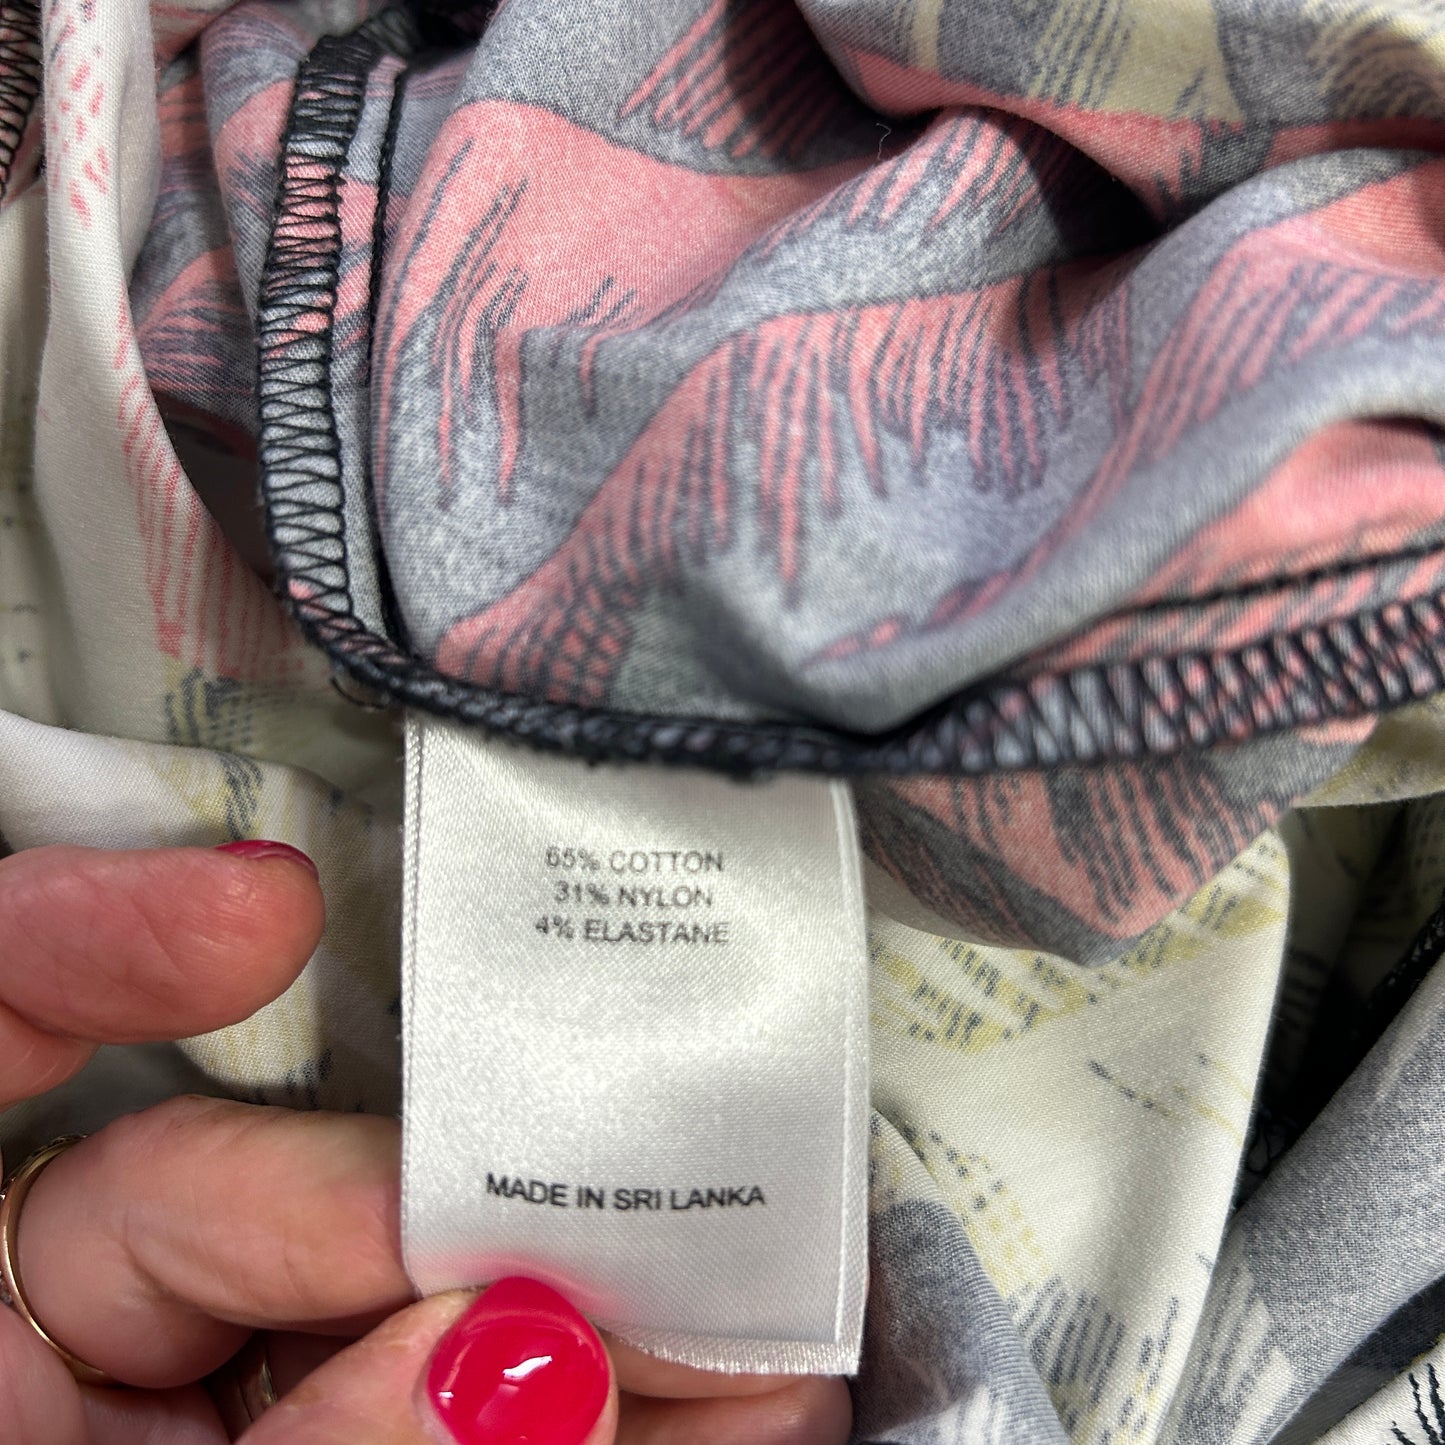 65% COTTON
31% NYLON
4% ELASTANE
MADE IN SRI LANKA